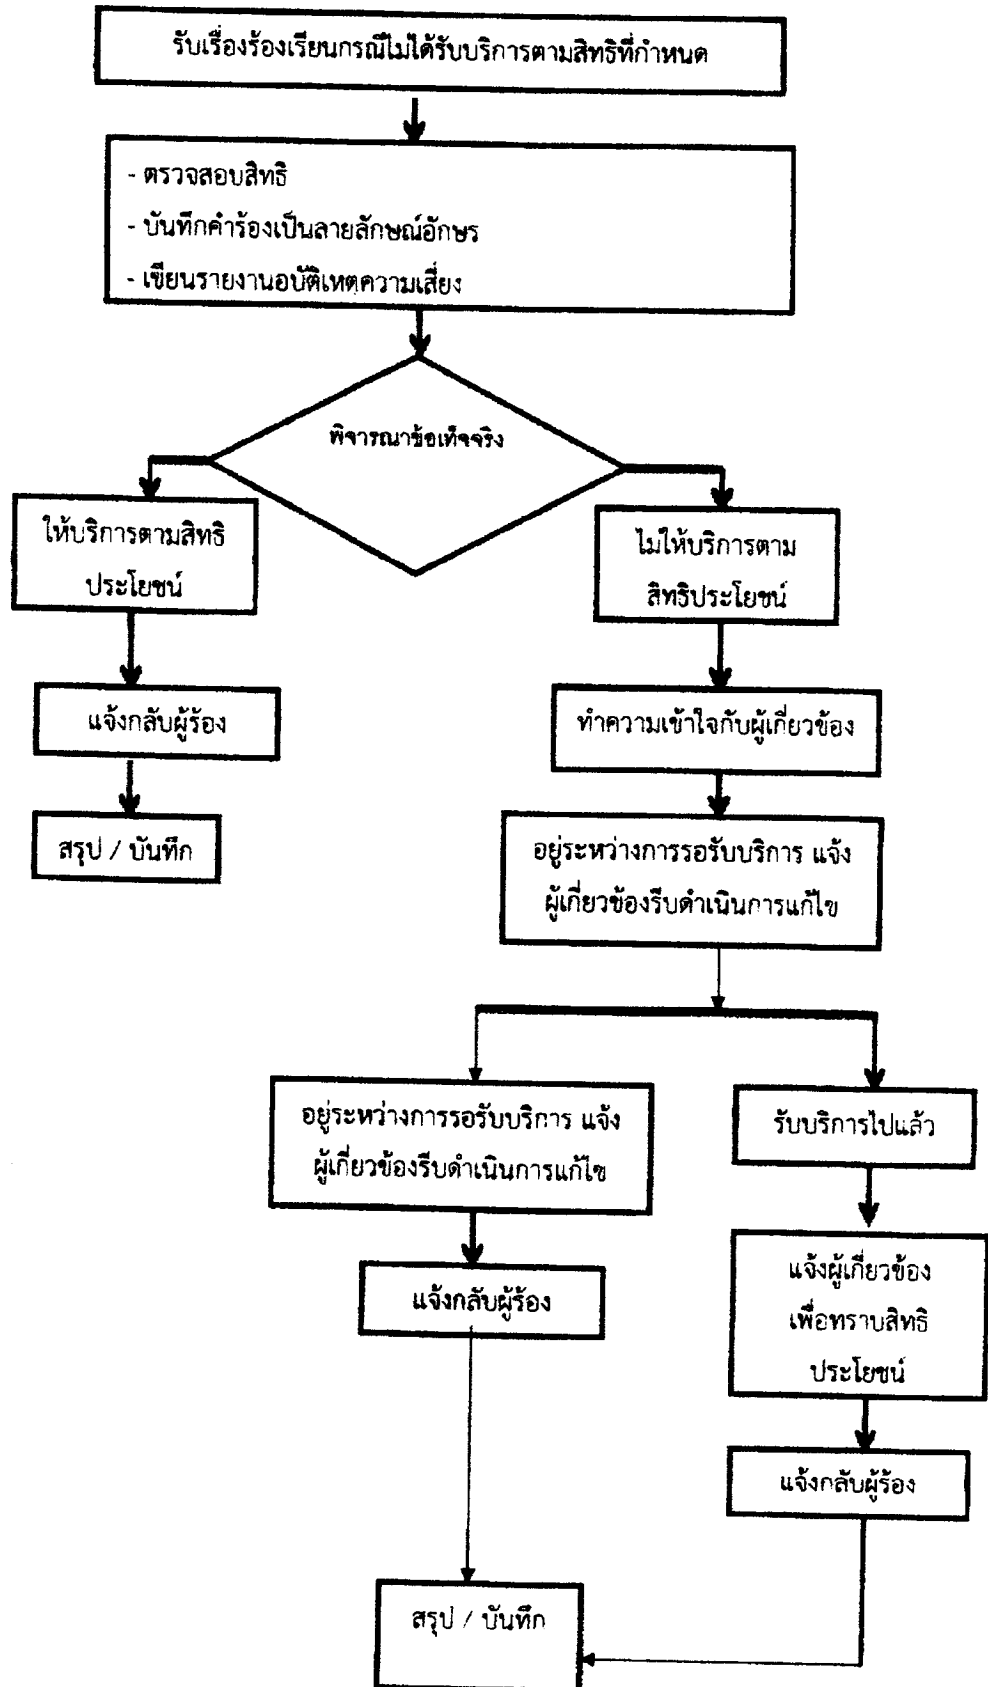 รับเรื่องร้องเรียนกรณีไม่ได้รับบริการตามสิทธิที่กำหนด
- ตรวจสอบสิทธิ
- บันทึกคำร้องเป็นลายลักษณ์อักษร
- เขียนรายงานอุบัติเหตุความเสี่ยง
พิจารณาข้อเท็จจริง
ให้บริการตามสิทธิ
ประโยชน์
แจ้งกลับผู้ร้อง
สรุป / บันทึก
ไม่ให้บริการตาม
สิทธิประโยชน์
ทำความเข้าใจกับผู้เกี่ยวข้อง
อยู่ระหว่างการรอรับบริการ แจ้ง
ผู้เกี่ยวข้องรีบดำเนินการแก้ไข
อยู่ระหว่างการรอรับบริการ แจ้ง
ผู้เกี่ยวข้องรีบดำเนินการแก้ไข
แจ้งกลับผู้ร้อง
รับบริการไปแล้ว
แจ้งผู้เกี่ยวข้อง
เพื่อทราบสิทธิ
ประโยชน์
แจ้งกลับผู้ร้อง
สรุป / บันทึก